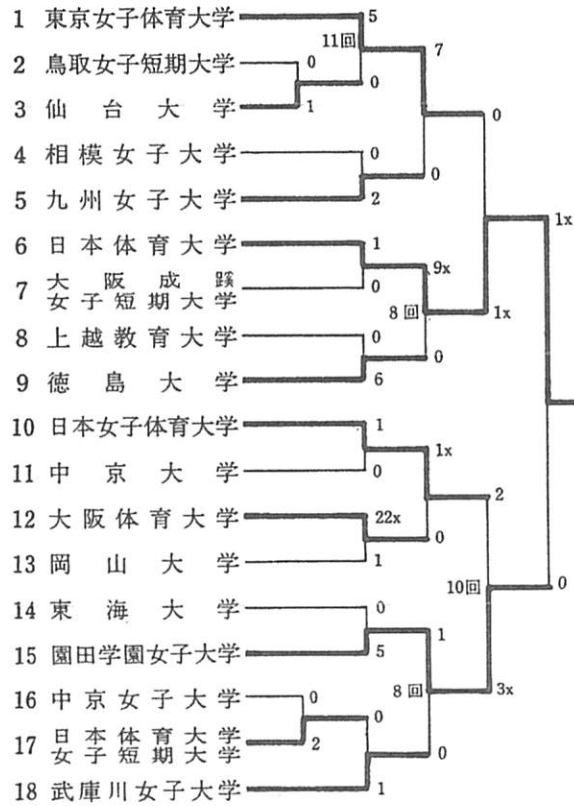 1 東京女子体育大学 5
11回 7
2 鳥取女子短期大学 0
0
3 仙台大学 1
0
4 相模女子大学 0
0
5 九州女子大学 2
1x
6 日本体育大学 1
9x
7 大阪成蹊女子短期大学 0
8回 1x
8 上越教育大学 0
0
9 徳島大学 6
10 日本女子体育大学 1
1x
11 中京大学 0
2
12 大阪体育大学 22x
0
13 岡山大学 1
10回 0
14 東海大学 0
1
15 園田学園女子大学 5
8回 3x
16 中京女子大学 0
0
17 日本体育大学女子短期大学 2
0
18 武庫川女子大学 1